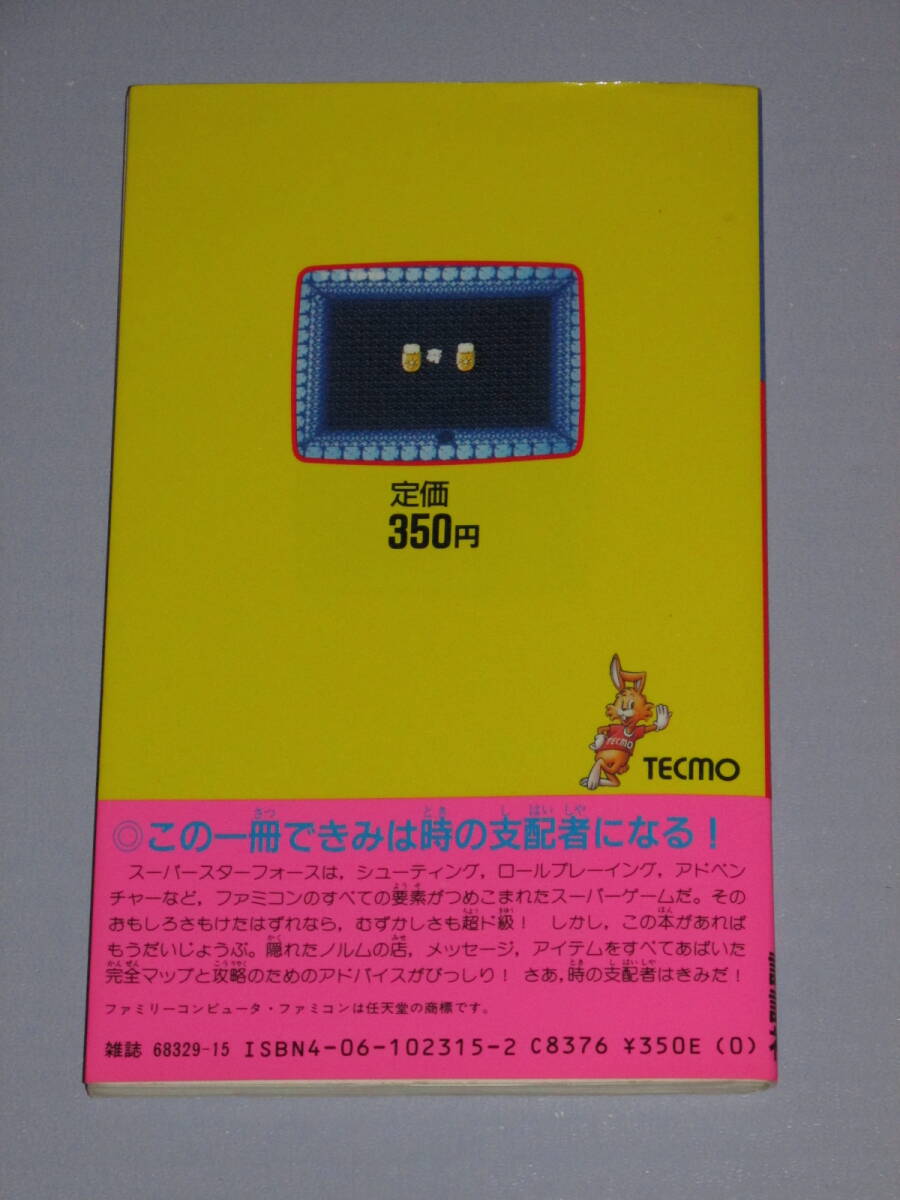 定価
350円
TECMO
TECMO
◎この一冊できみは時の支配者になる！
スーパースターフォースは，シューティング，ロールプレーイング，アドベン
チャーなど，ファミコンのすべての要素がつめこまれたスーパーゲームだ。その
おもしろさもけたはずれなら，むずかしさも超ド級！ しかし，この本があれば
もうだいじょうぶ。隠れたノルムの店，メッセージ，アイテムをすべてあばいた
完全マップと攻略のためのアドバイスがびっしり！ さあ，時の支配者はきみだ！
ファミリーコンピュータ・ファミコンは任天堂の商標です。
雑誌 68329-15 ISBN4-06-102315-2 C8376 ¥350E (0)